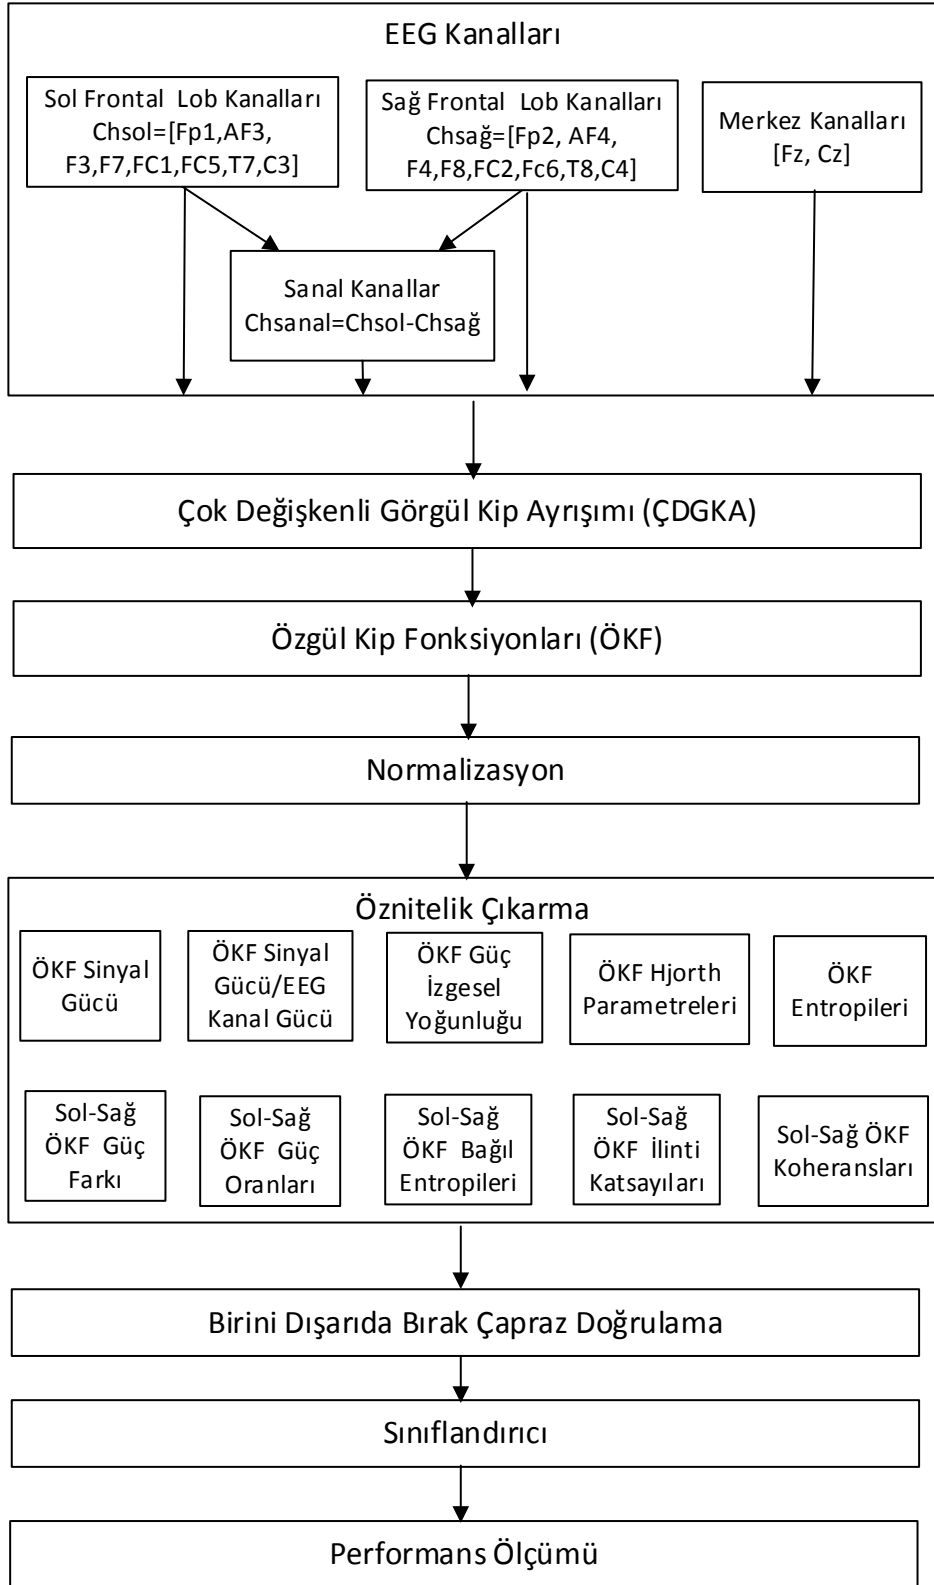 EEG Kanalları
Sol Frontal Lob Kanalları
Chsol=[Fp1,AF3,
F3,F7,FC1,FC5,T7,C3]
Sağ Frontal Lob Kanalları
Chsağ=[Fp2, AF4,
F4,F8,FC2,Fc6,T8,C4]
Merkez Kanalları
[Fz, Cz]
Sanal Kanallar
Chsanal=Chsol-Chsağ
Çok Değişkenli Görgül Kip Ayrışımı (ÇDGKA)
Özgül Kip Fonksiyonları (ÖKF)
Normalizasyon
Öznitelik Çıkarma
ÖKF Sinyal
Gücü
ÖKF Sinyal
Gücü/EEG
Kanal Gücü
ÖKF Güç
İzgesel
Yoğunluğu
ÖKF Hjorth
Parametreleri
ÖKF
Entropileri
Sol-Sağ
ÖKF Güç
Farkı
Sol-Sağ
ÖKF Güç
Oranları
Sol-Sağ
ÖKF Bağıl
Entropileri
Sol-Sağ
ÖKF İlinti
Katsayıları
Sol-Sağ ÖKF
Koheransları
Birini Dışarıda Bırak Çapraz Doğrulama
Sınıflandırıcı
Performans Ölçümü